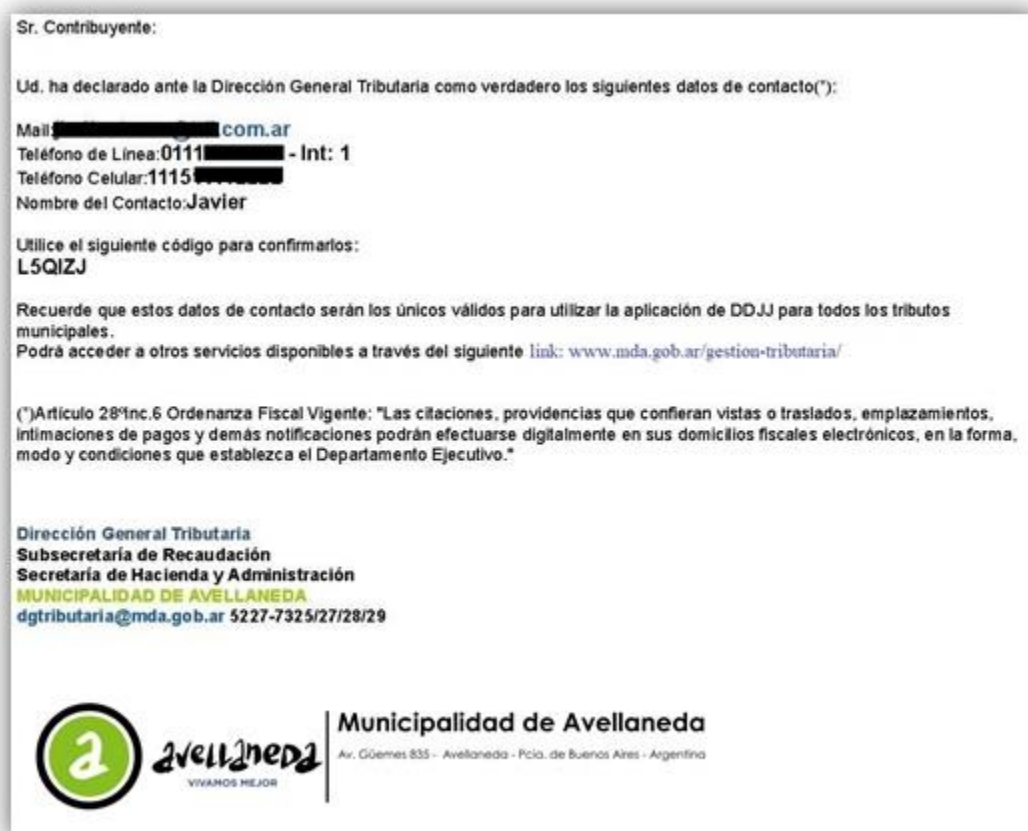 Sr. Contribuyente:
Ud. ha declarado ante la Dirección General Tributaria como verdadero los siguientes datos de contacto(*):
Mail: .com.ar
Teléfono de Línea:0111 - Int: 1
Teléfono Celular:1115
Nombre del Contacto:Javier
Utilice el siguiente código para confirmarlos:
L5QIZJ
Recuerde que estos datos de contacto serán los únicos válidos para utilizar la aplicación de DDJJ para todos los tributos
municipales.
Podrá acceder a otros servicios disponibles a través del siguiente link: www.mda.gob.ar/gestion-tributaria/
(*)Artículo 28ºInc.6 Ordenanza Fiscal Vigente: "Las citaciones, providencias que confieran vistas o traslados, emplazamientos,
intimaciones de pagos y demás notificaciones podrán efectuarse digitalmente en sus domicilios fiscales electrónicos, en la forma,
modo y condiciones que establezca el Departamento Ejecutivo."
Dirección General Tributaria
Subsecretaría de Recaudación
Secretaría de Hacienda y Administración
MUNICIPALIDAD DE AVELLANEDA
dgtributaria@mda.gob.ar 5227-7325/27/28/29
a
avellaneda
VIVAMOS MEJOR
Municipalidad de Avellaneda
Av. Güemes 835 - Avellaneda - Pcia. de Buenos Aires - Argentina